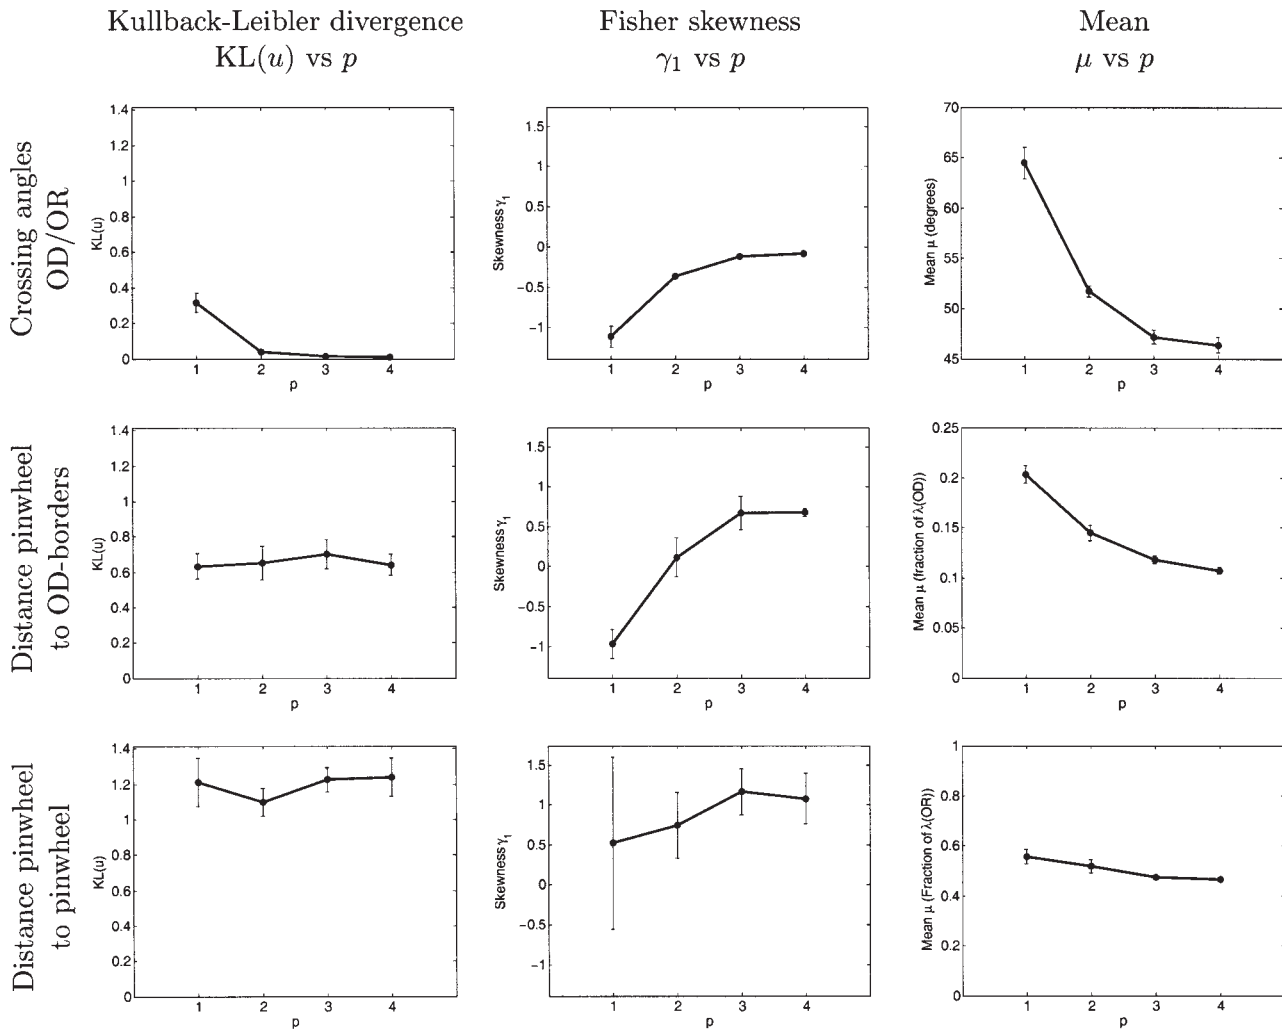 Kullback-Leibler divergence
KL(u) vs p
Fisher skewness
γ1 vs p
Mean
μ vs p
Crossing angles
OD/OR
1.4
1.2
1
0.8
0.6
0.4
0.2
0
KL(u)
1 2 3 4
p
1.5
1
0.5
0
−0.5
−1
Skewness γ1
1 2 3 4
p
70
65
60
55
50
45
Mean μ (degrees)
1 2 3 4
p
Distance pinwheel
to OD-borders
1.4
1.2
1
0.8
0.6
0.4
0.2
0
KL(u)
1 2 3 4
p
1.5
1
0.5
0
−0.5
−1
Skewness γ1
1 2 3 4
p
0.25
0.2
0.15
0.1
0.05
0
Mean μ (fraction of λ(OD))
1 2 3 4
p
Distance pinwheel
to pinwheel
1.4
1.2
1
0.8
0.6
0.4
0.2
0
KL(u)
1 2 3 4
p
1.5
1
0.5
0
−0.5
−1
Skewness γ1
1 2 3 4
p
1
0.8
0.6
0.4
0.2
0
Mean μ (Fraction of λ(OR))
1 2 3 4
p